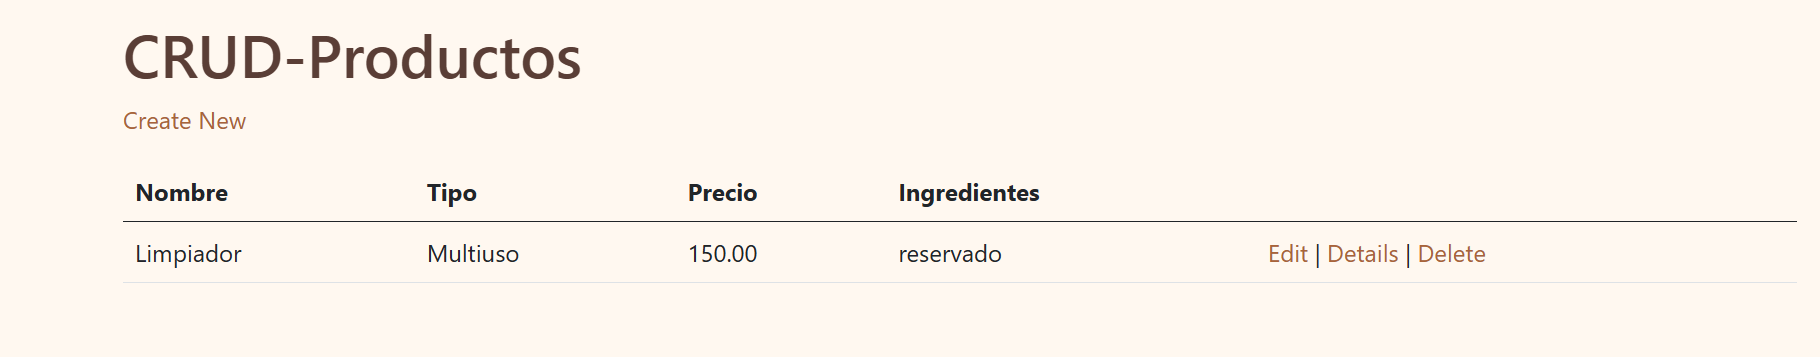 CRUD-Productos
Create New
Nombre Tipo Precio Ingredientes
Limpiador Multiuso 150.00 reservado Edit | Details | Delete